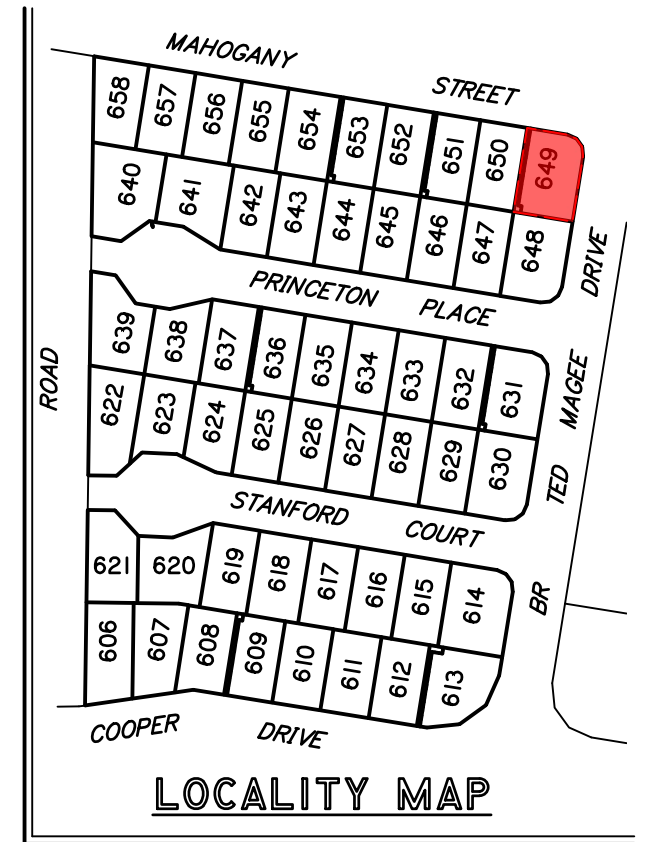 MAHOGANY STREET
658 657 656 655 654 653 652 651 650 649
640 641 642 643 644 645 646 647 648
PRINCETON PLACE
639 638 637 636 635 634 633 632 631
622 623 624 625 626 627 628 629 630
STANFORD COURT
621 620 619 618 617 616 615 614
606 607 608 609 610 611 612 613
COOPER DRIVE
ROAD
BR TED MAGEE DRIVE
LOCALITY MAP